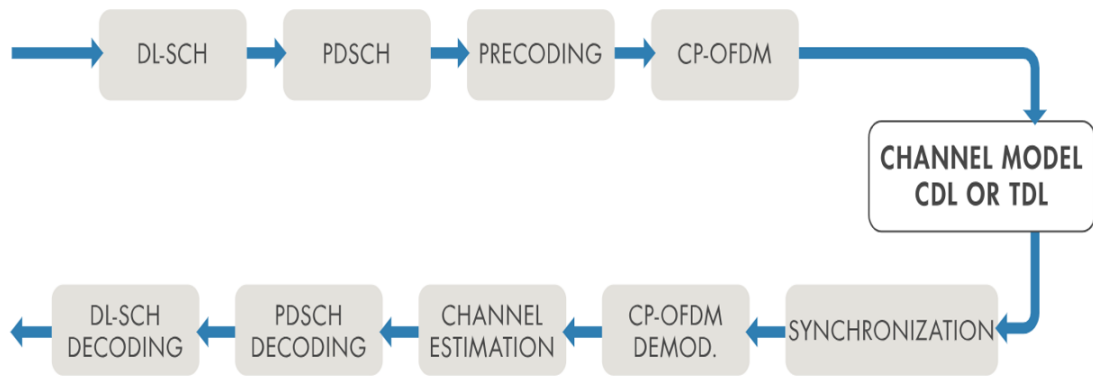 DL-SCH
PDSCH
PRECODING
CP-OFDM
CHANNEL MODEL
CDL OR TDL
DL-SCH
DECODING
PDSCH
DECODING
CHANNEL
ESTIMATION
CP-OFDM
DEMOD.
SYNCHRONIZATION